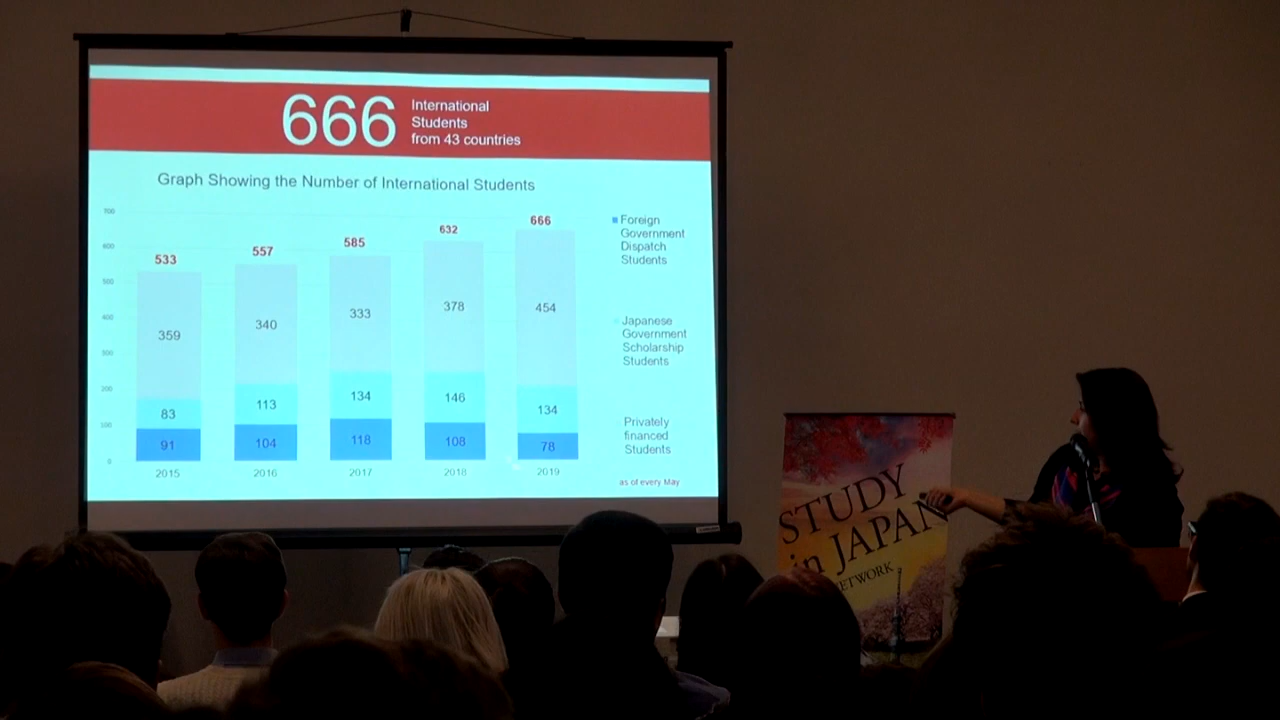 666
International
Students
from 43 countries
Graph Showing the Number of International Students
700
600
500
400
300
200
100
0
533
359
83
91
2015
557
340
113
104
2016
585
333
134
118
2017
632
378
146
108
2018
666
454
134
78
2019
Foreign
Government
Dispatch
Students
Japanese
Government
Scholarship
Students
Privately
financed
Students
as of every May
STUDY
in JAPAN